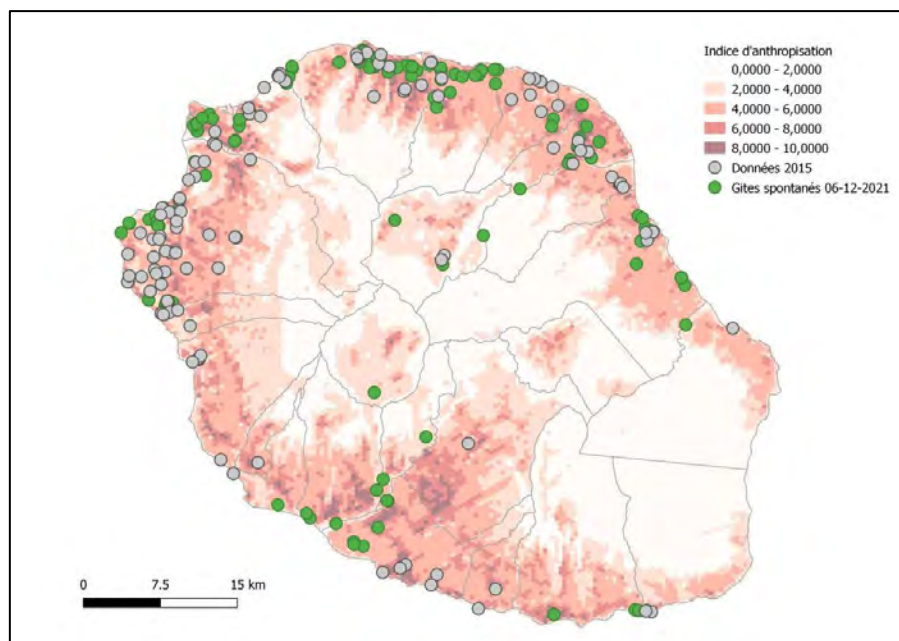 Indice d'anthropisation
0,0000 - 2,0000
2,0000 - 4,0000
4,0000 - 6,0000
6,0000 - 8,0000
8,0000 - 10,0000
Données 2015
Gites spontanés 06-12-2021
0 7.5 15 km